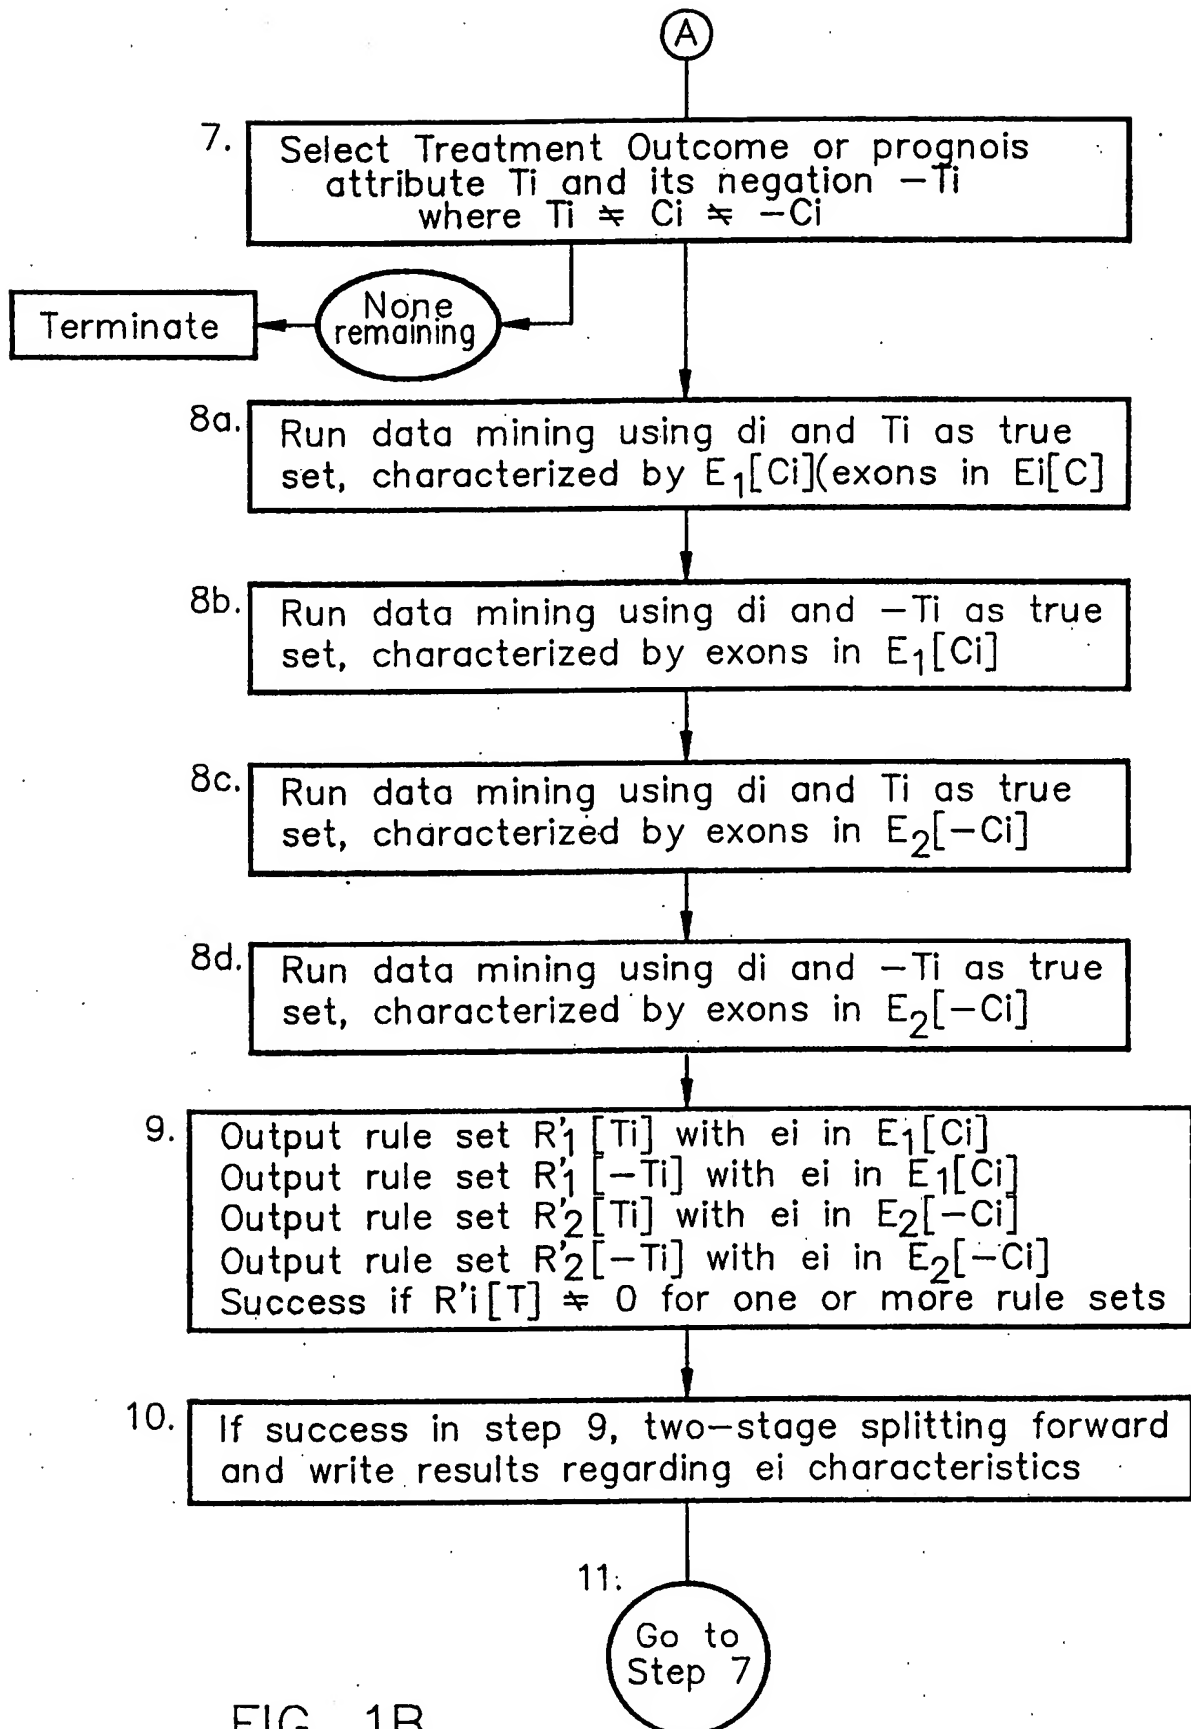 A
7.
Select Treatment Outcome or prognois
attribute Ti and its negation −Ti
where Ti ≠ Ci ≠ −Ci
None
remaining
Terminate
8a.
Run data mining using di and Ti as true
set, characterized by E1[Ci](exons in Ei[C]
8b.
Run data mining using di and −Ti as true
set, characterized by exons in E1[Ci]
8c.
Run data mining using di and Ti as true
set, characterized by exons in E2[−Ci]
8d.
Run data mining using di and −Ti as true
set, characterized by exons in E2[−Ci]
9.
Output rule set R'1[Ti] with ei in E1[Ci]
Output rule set R'1[−Ti] with ei in E1[Ci]
Output rule set R'2[Ti] with ei in E2[−Ci]
Output rule set R'2[−Ti] with ei in E2[−Ci]
Success if R'i[T] ≠ 0 for one or more rule sets
10.
If success in step 9, two−stage splitting forward
and write results regarding ei characteristics
11.
Go to
Step 7
FIG. 1B